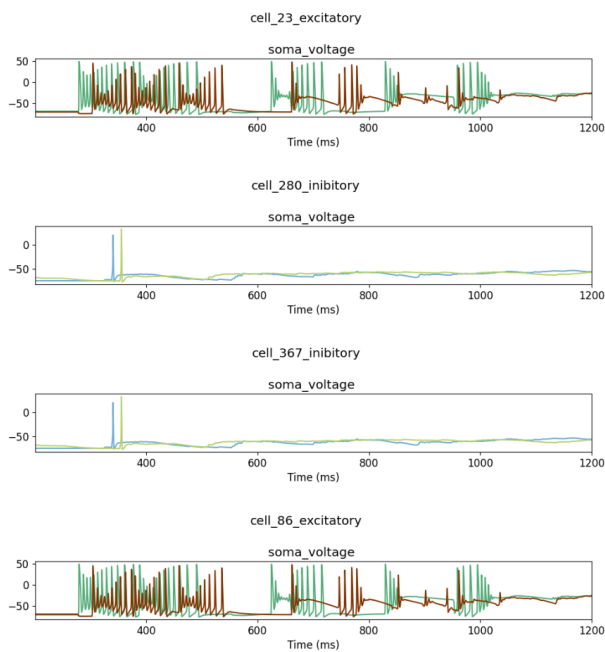 cell_23_excitatory
soma_voltage
50
0
−50
400 600 800 1000 1200
Time (ms)
cell_280_inibitory
soma_voltage
0
−50
400 600 800 1000 1200
Time (ms)
cell_367_inibitory
soma_voltage
0
−50
400 600 800 1000 1200
Time (ms)
cell_86_excitatory
soma_voltage
50
0
−50
400 600 800 1000 1200
Time (ms)